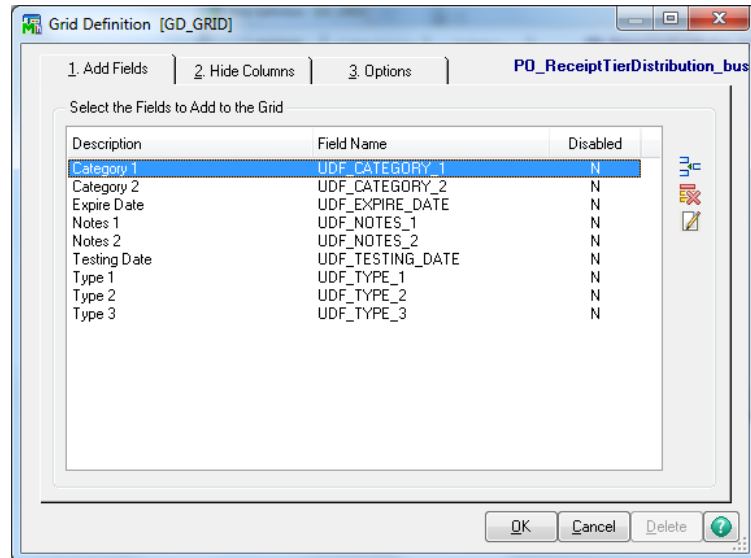 Grid Definition [GD_GRID]
1. Add Fields 2. Hide Columns 3. Options PO_ReceiptTierDistribution_bus
Select the Fields to Add to the Grid
Description Field Name Disabled
Category 1 UDF_CATEGORY_1 N
Category 2 UDF_CATEGORY_2 N
Expire Date UDF_EXPIRE_DATE N
Notes 1 UDF_NOTES_1 N
Notes 2 UDF_NOTES_2 N
Testing Date UDF_TESTING_DATE N
Type 1 UDF_TYPE_1 N
Type 2 UDF_TYPE_2 N
Type 3 UDF_TYPE_3 N
OK Cancel Delete ?